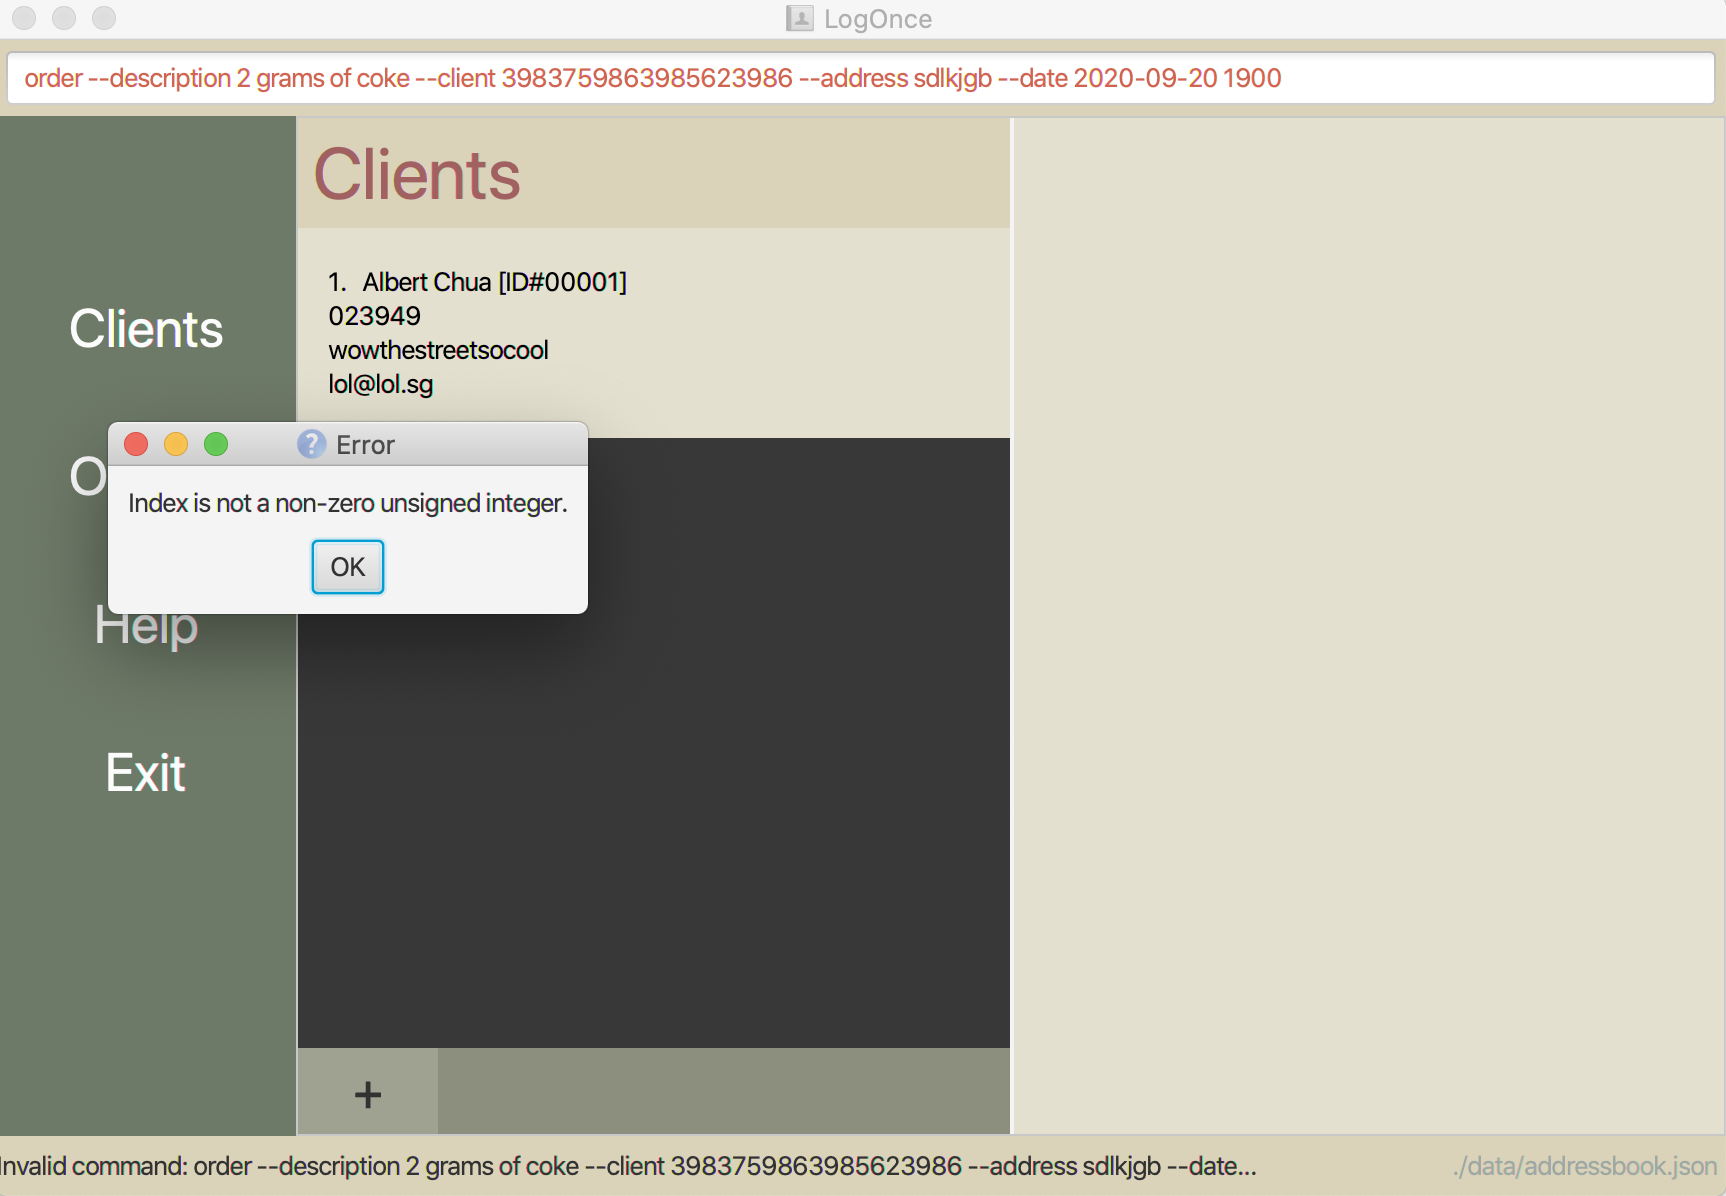 LogOnce
order --description 2 grams of coke --client 3983759863985623986 --address sdlkjgb --date 2020-09-20 1900
Clients
1. Albert Chua [ID#00001]
023949
wowthestreetsocool
lol@lol.sg
Clients
O
Help
Exit
Error
Index is not a non-zero unsigned integer.
OK
+
Invalid command: order --description 2 grams of coke --client 3983759863985623986 --address sdlkjgb --date...
./data/addressbook.json